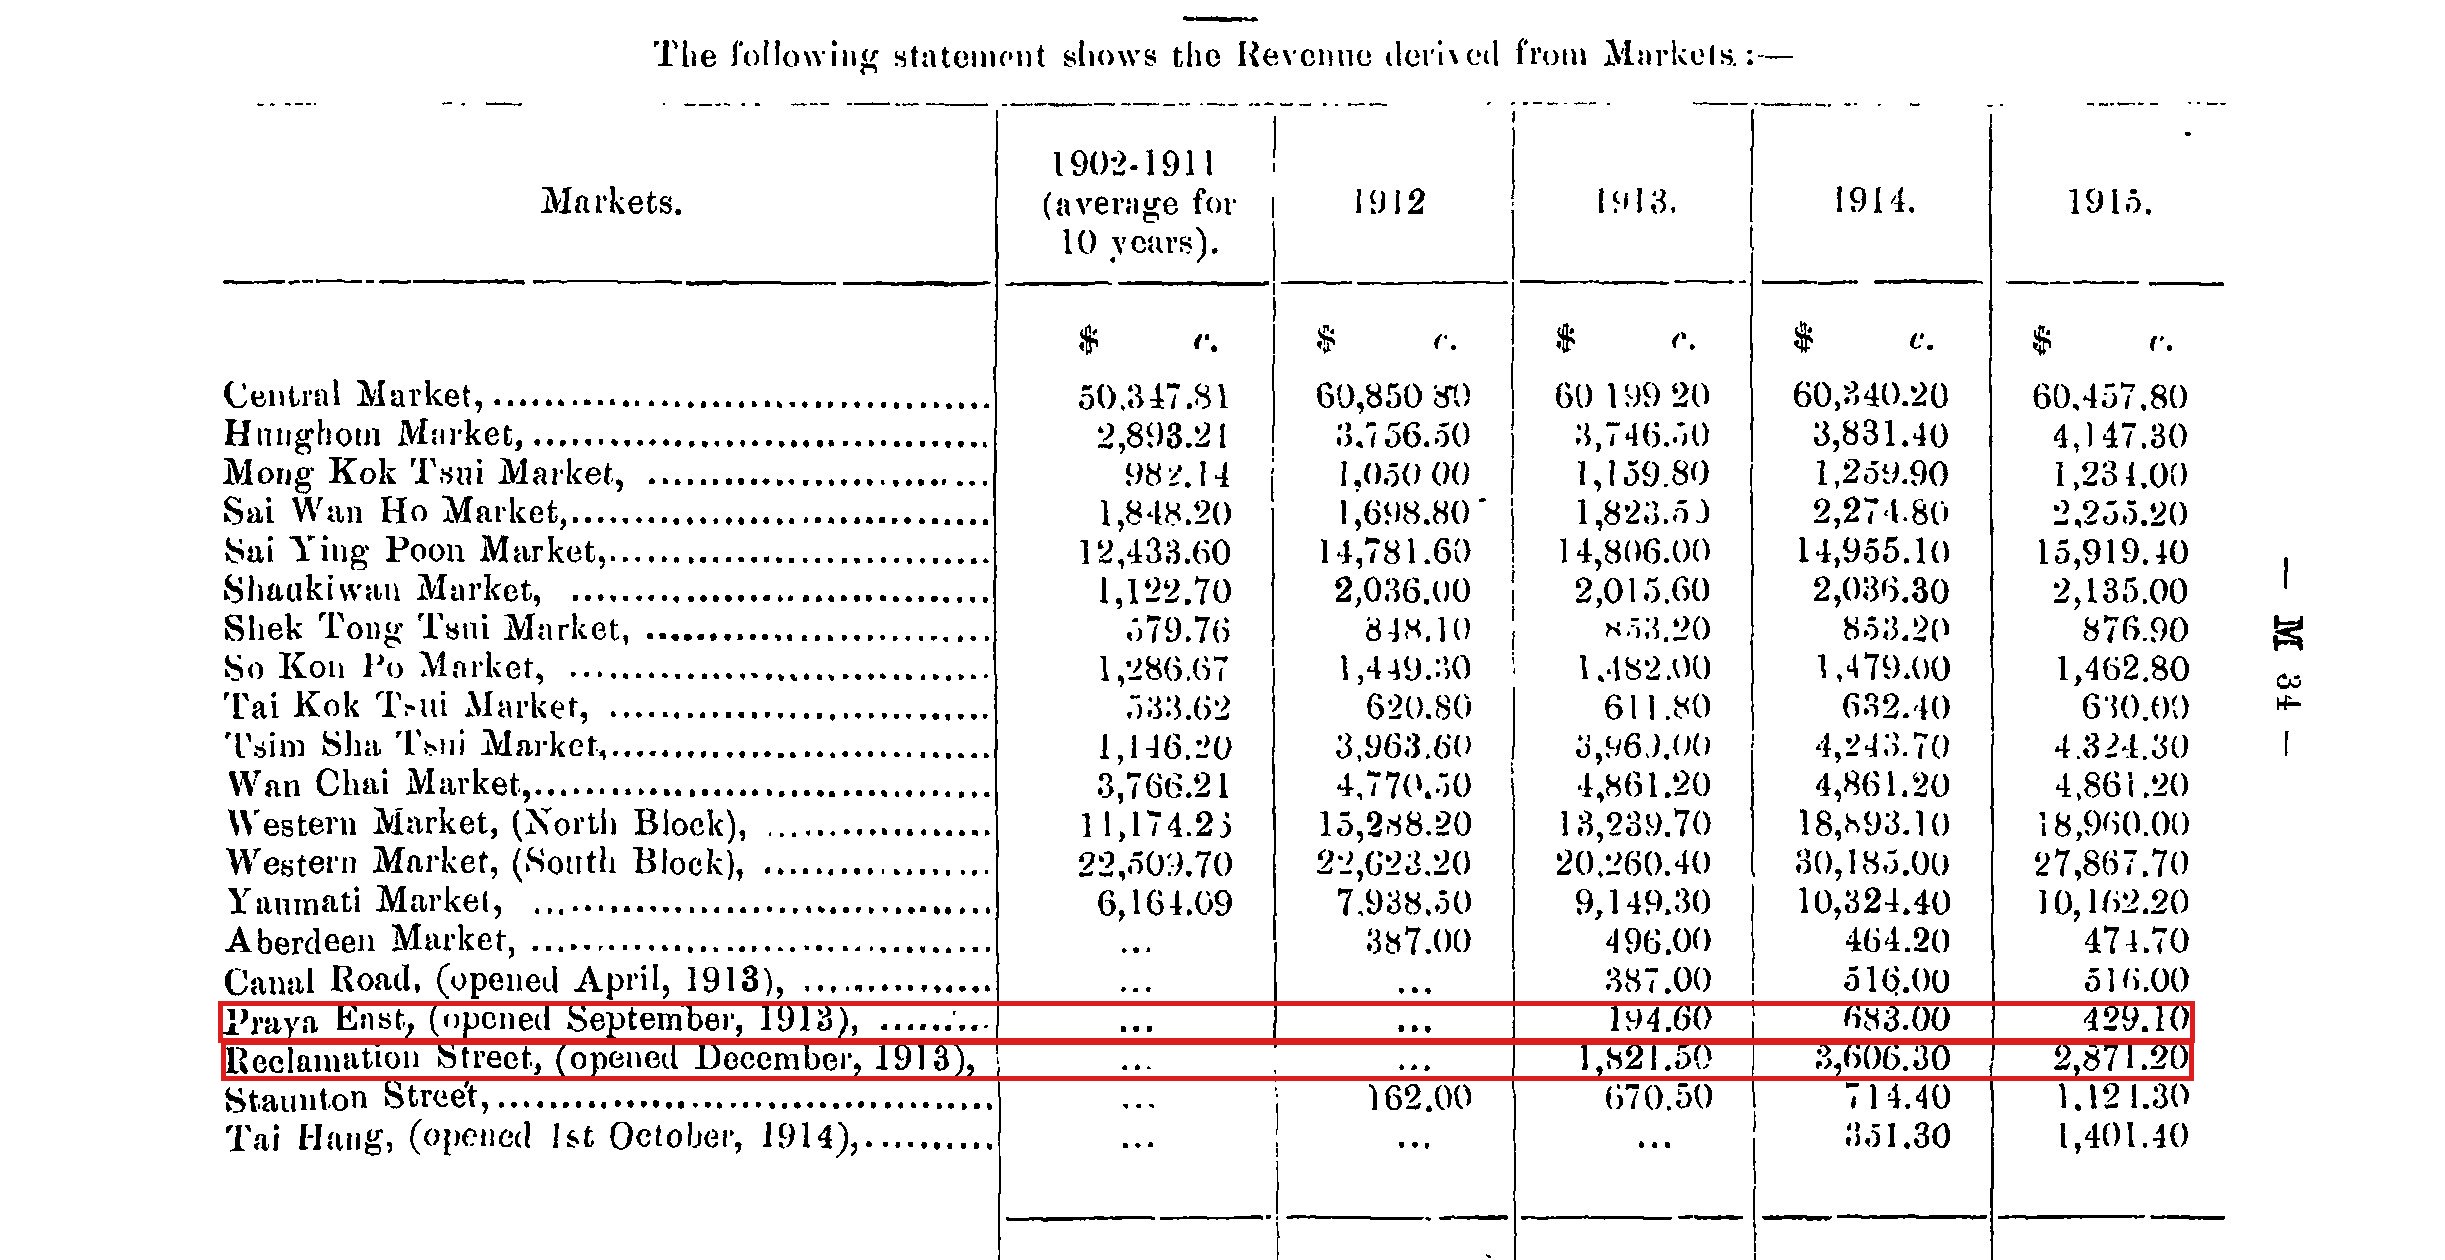 The following statement shows the Revenue derived from Markets.:—
Markets. 1902-1911 (average for 10 years). 1912 1913. 1914. 1915.
$ c. $ c. $ c. $ c. $ c.
Central Market,........ 50,347.81 60,850 80 60 199 20 60,340.20 60,457.80
Hunghom Market,........ 2,893.21 3,756.50 3,746.50 3,831.40 4,147.30
Mong Kok Tsui Market, ........ 982.14 1,050 00 1,159.80 1,259.90 1,234.00
Sai Wan Ho Market,........ 1,848.20 1,698.80 1,823.50 2,274.80 2,255.20
Sai Ying Poon Market,........ 12,433.60 14,781.60 14,806.00 14,955.10 15,919.40
Shaukiwan Market, ........ 1,122.70 2,036.00 2,015.60 2,036.30 2,135.00
Shek Tong Tsui Market, ........ 579.76 848.10 853.20 853.20 876.90
So Kon Po Market, ........ 1,286.67 1,449.30 1,482.00 1,479.00 1,462.80
Tai Kok Tsui Market, ........ 533.62 620.80 611.80 632.40 630.00
Tsim Sha Tsui Market,........ 1,146.20 3,963.60 4,243.70 4,324.30
Wan Chai Market,........ 3,766.21 4,770.50 4,861.20 4,861.20 4,861.20
Western Market, (North Block), ........ 11,174.25 15,288.20 13,239.70 18,893.10 18,960.00
Western Market, (South Block), ........ 22,509.70 22,623.20 20,260.40 30,185.00 27,867.70
Yaumati Market, ........ 6,164.09 7,938.50 9,149.30 10,324.40 10,162.20
Aberdeen Market, ........ ... 387.00 496.00 464.20 474.70
Canal Road, (opened April, 1913), ........ ... ... 387.00 516.00 516.00
Praya East, (opened September, 1913), ........ ... ... 194.60 683.00 429.10
Reclamation Street, (opened December, 1913), ... ... 1,821.50 3,606.30 2,871.20
Staunton Street,........ ... 162.00 670.50 714.40 1,121.30
Tai Hang, (opened 1st October, 1914),........ ... ... ... 351.30 1,401.40
— M 34 —